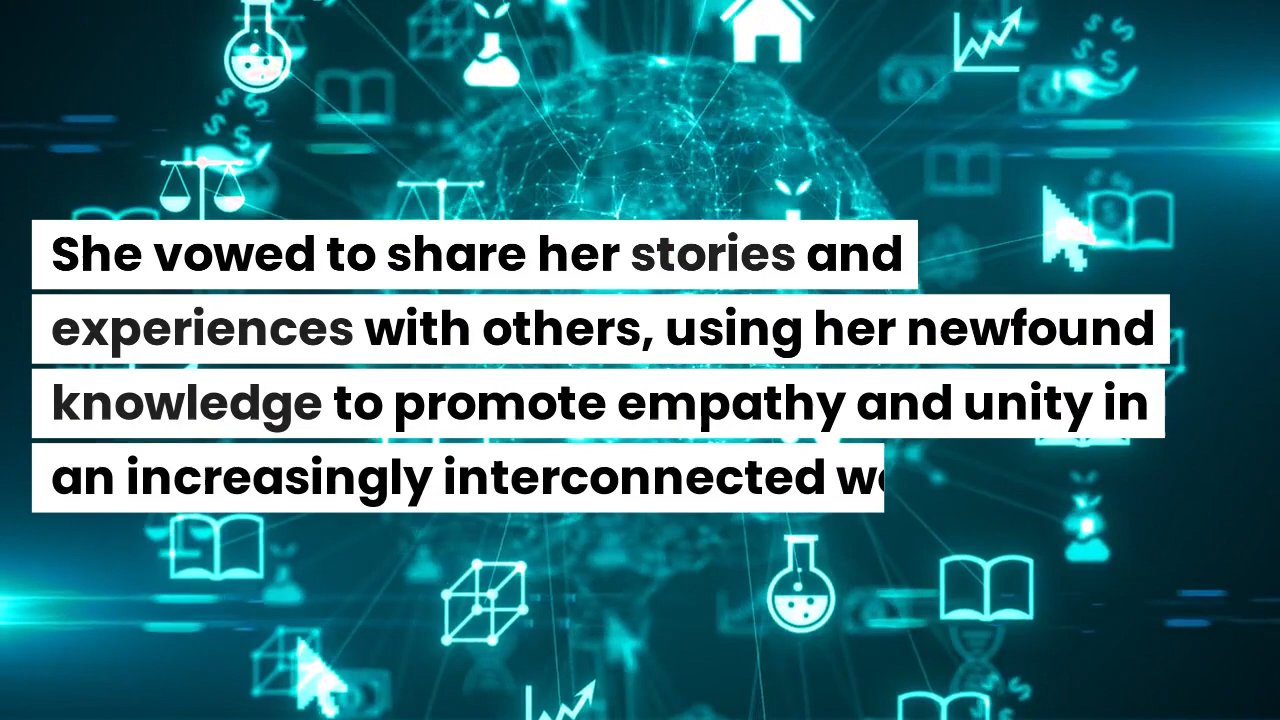 She vowed to share her stories and
experiences with others, using her newfound
knowledge to promote empathy and unity in
an increasingly interconnected